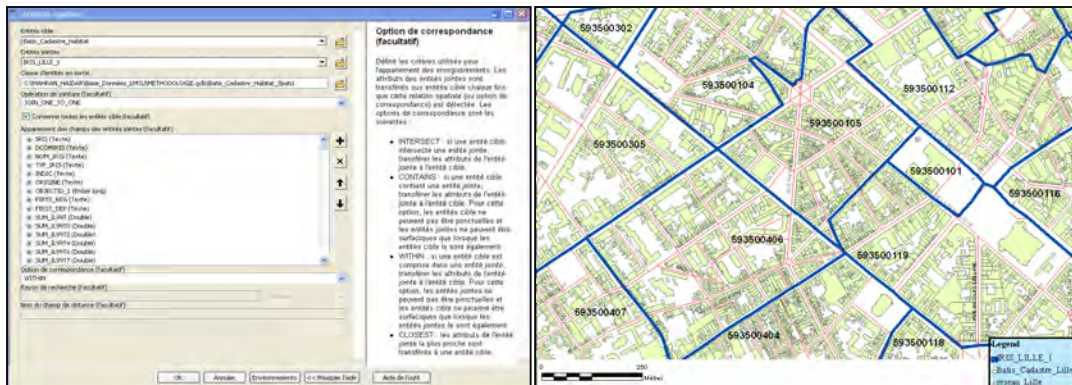 Entités cible
Batis_Cadastre_Habitat
Entités jointes
IRIS_LILLE_1
Classe d'entités en sortie
Opération de jointure (facultatif)
JOIN_ONE_TO_ONE
Conserver toutes les entités cible (facultatif)
Appariement des champs des entités jointes (facultatif)
IRIS (Texte)
DCOMIRIS (Texte)
NOM_IRIS (Texte)
TYP_IRIS (Texte)
INDIC (Texte)
ORIGINE (Texte)
OBJECTID_1 (Entier long)
FIRST_REG (Texte)
FIRST_DEP (Texte)
Option de correspondance (facultatif)
WITHIN
Rayon de recherche (facultatif)
Nom du champ de distance (facultatif)
OK
Annuler
Environnements
<< Masquer l'aide
Aide de l'outil
Option de correspondance
(facultatif)
Définit les critères utilisés pour
l'appariement des enregistrements. Les
attributs des entités jointes sont
transférés aux entités cible chaque fois
que cette relation spatiale (ou option de
correspondance) est détectée. Les
options de correspondance sont les
suivantes :
• INTERSECT : si une entité cible
intersecte une entité jointe,
transférer les attributs de l'entité
jointe à l'entité cible.
• CONTAINS : si une entité cible
contient une entité jointe,
transférer les attributs de l'entité
jointe à l'entité cible. Pour cette
option, les entités cible ne
peuvent pas être ponctuelles et
les entités jointes ne peuvent être
surfaciques que lorsque les
entités cible le sont également
• WITHIN : si une entité cible est
comprise dans une entité jointe,
transférer les attributs de l'entité
jointe à l'entité cible. Pour cette
option, les entités jointes ne
peuvent pas être ponctuelles et
les entités cible ne peuvent être
surfaciques que lorsque les
entités jointes le sont également
• CLOSEST : les attributs de l'entité
jointe la plus proche sont
transférés à une entité cible.
593500302
593500104
593500112
593500105
593500305
593500101
593500116
593500406
593500119
593500407
593500404
593500118
0
250
Mètres
Legend
IRIS_LILLE_1
Batis_Cadastre_Lille